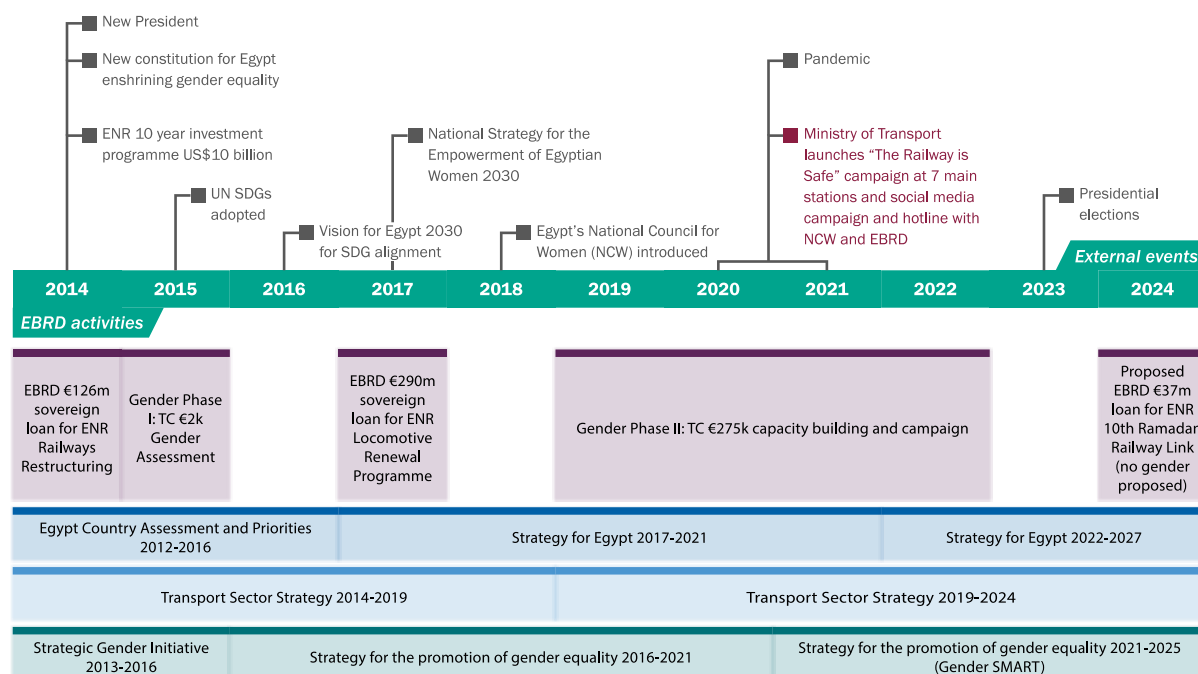 New President
New constitution for Egypt
enshrining gender equality
ENR 10 year investment
programme US$10 billion
UN SDGs
adopted
Vision for Egypt 2030
for SDG alignment
National Strategy for the
Empowerment of Egyptian
Women 2030
Egypt's National Council for
Women (NCW) introduced
Pandemic
Ministry of Transport
launches “The Railway is
Safe” campaign at 7 main
stations and social media
campaign and hotline with
NCW and EBRD
Presidential
elections
External events
2014 2015 2016 2017 2018 2019 2020 2021 2022 2023 2024
EBRD activities
EBRD €126m
sovereign
loan for ENR
Railways
Restructuring
Gender Phase
I: TC €2k
Gender
Assessment
EBRD €290m
sovereign
loan for ENR
Locomotive
Renewal
Programme
Gender Phase II: TC €275k capacity building and campaign
Proposed
EBRD €37m
loan for ENR
10th Ramadan
Railway Link
(no gender
proposed)
Egypt Country Assessment and Priorities
2012-2016
Strategy for Egypt 2017-2021
Strategy for Egypt 2022-2027
Transport Sector Strategy 2014-2019
Transport Sector Strategy 2019-2024
Strategic Gender Initiative
2013-2016
Strategy for the promotion of gender equality 2016-2021
Strategy for the promotion of gender equality 2021-2025
(Gender SMART)